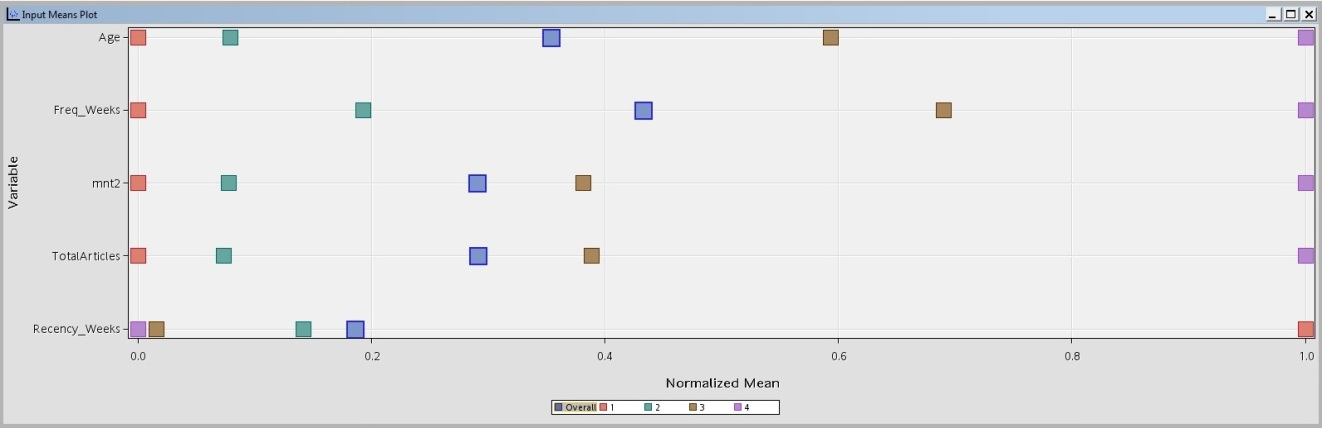 Input Means Plot
Age
Freq_Weeks
mnt2
TotalArticles
Recency_Weeks
Variable
0.0 0.2 0.4 0.6 0.8 1.0
Normalized Mean
Overall 1 2 3 4